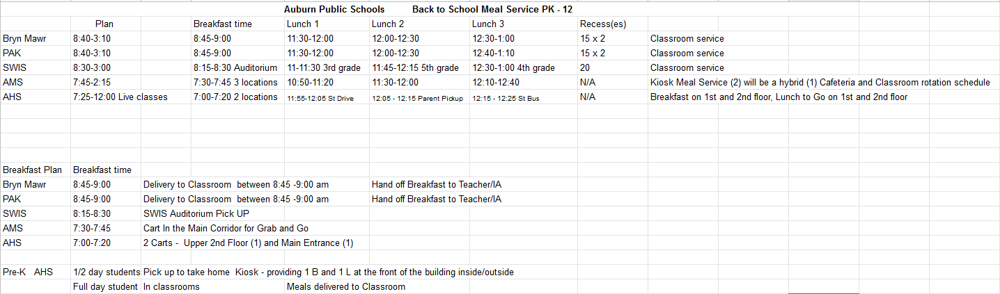 Auburn Public Schools Back to School Meal Service PK - 12
Plan Breakfast time Lunch 1 Lunch 2 Lunch 3 Recess(es)
Bryn Mawr 8:40-3:10 8:45-9:00 11:30-12:00 12:00-12:30 12:30-1:00 15 x 2 Classroom service
PAK 8:40-3:10 8:45-9:00 11:30-12:00 12:00-12:30 12:40-1:10 15 x 2 Classroom service
SWIS 8:30-3:00 8:15-8:30 Auditorium 11-11:30 3rd grade 11:45-12:15 5th grade 12:30-1:00 4th grade 20 Classroom service
AMS 7:45-2:15 7:30-7:45 3 locations 10:50-11:20 11:30-12:00 12:10-12:40 N/A Kiosk Meal Service (2) will be a hybrid (1) Cafeteria and Classroom rotation schedule
AHS 7:25-12:00 Live classes 7:00-7:20 2 locations 11:55-12:05 St Drive 12:05 - 12:15 Parent Pickup 12:15 - 12:25 St Bus N/A Breakfast on 1st and 2nd floor, Lunch to Go on 1st and 2nd floor
Breakfast Plan Breakfast time
Bryn Mawr 8:45-9:00 Delivery to Classroom between 8:45 -9:00 am Hand off Breakfast to Teacher/IA
PAK 8:45-9:00 Delivery to Classroom between 8:45 -9:00 am Hand off Breakfast to Teacher/IA
SWIS 8:15-8:30 SWIS Auditorium Pick UP
AMS 7:30-7:45 Cart In the Main Corridor for Grab and Go
AHS 7:00-7:20 2 Carts - Upper 2nd Floor (1) and Main Entrance (1)
Pre-K AHS 1/2 day students Pick up to take home Kiosk - providing 1 B and 1 L at the front of the building inside/outside
Full day student In classrooms Meals delivered to Classroom